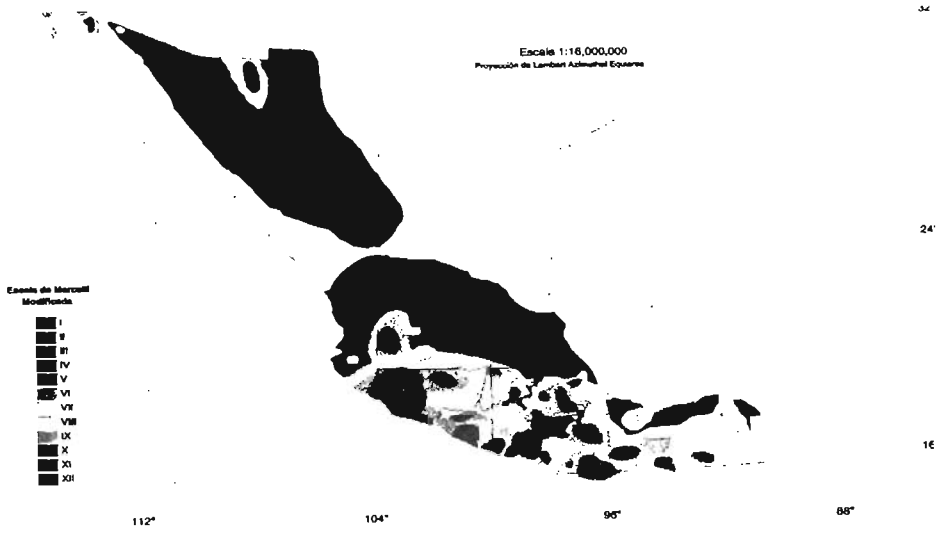 32°
Escala 1:16,000,000
Proyección de Lambert Azimuthal Equiarea
24°
Escala de Mercalli
Modificada
I
II
III
IV
V
VI
VII
VIII
IX
X
XI
XII
16
112°
104°
96°
88°